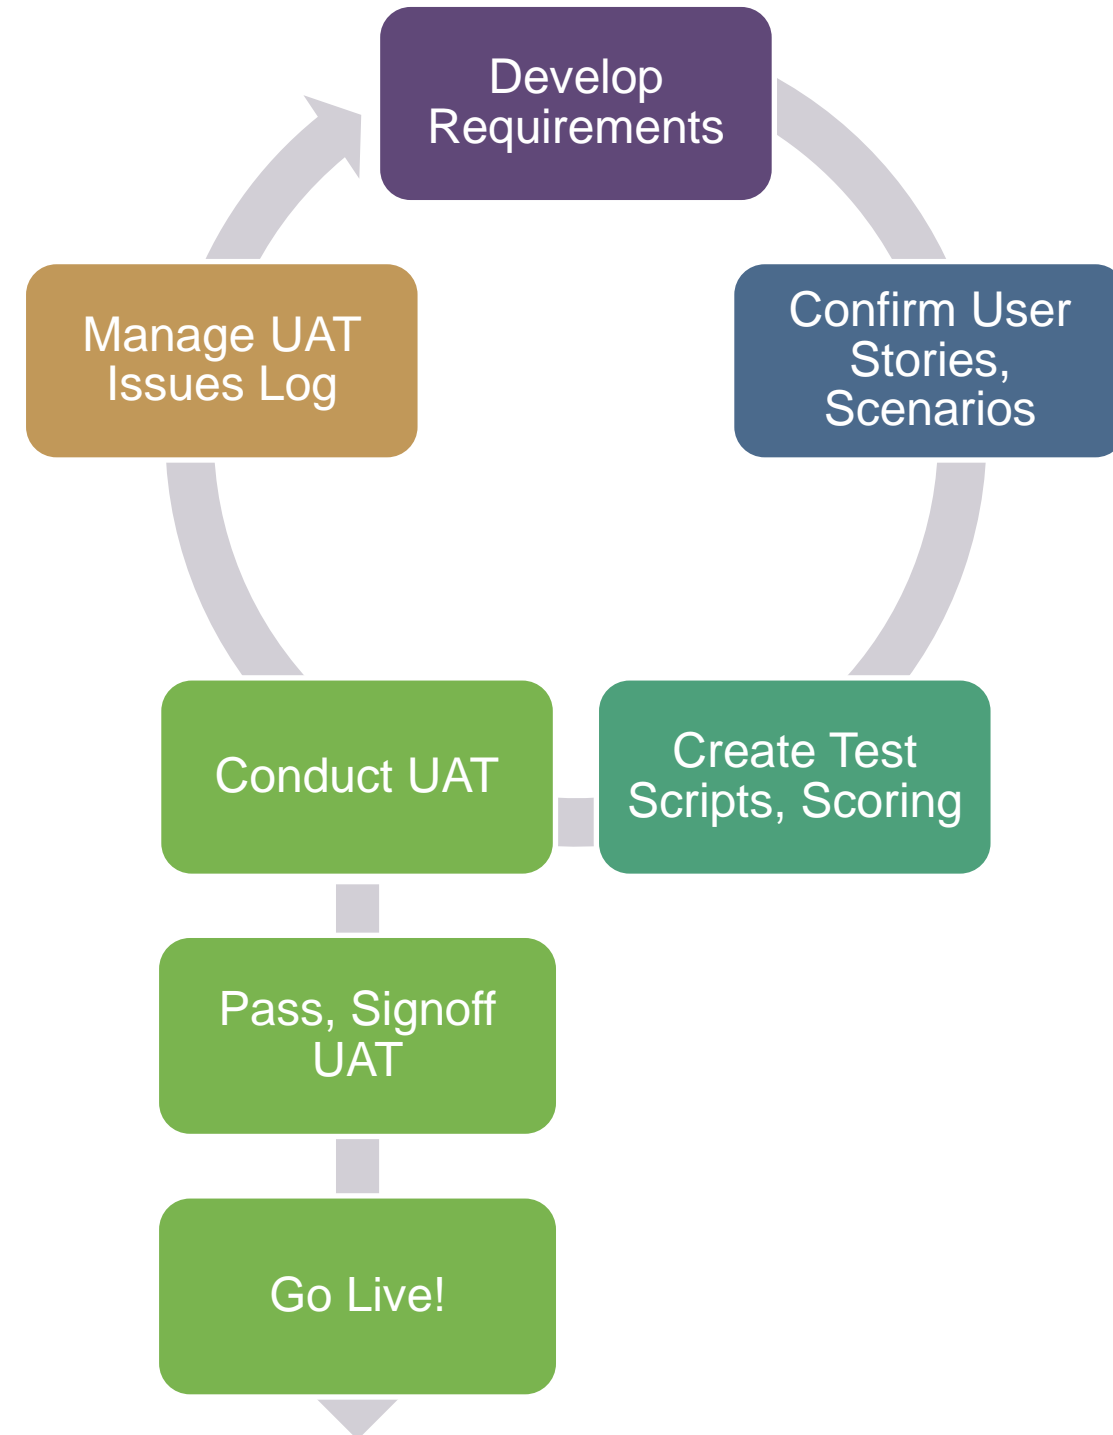 Develop
Requirements
Confirm User
Stories,
Scenarios
Create Test
Scripts, Scoring
Conduct UAT
Manage UAT
Issues Log
Pass, Signoff
UAT
Go Live!